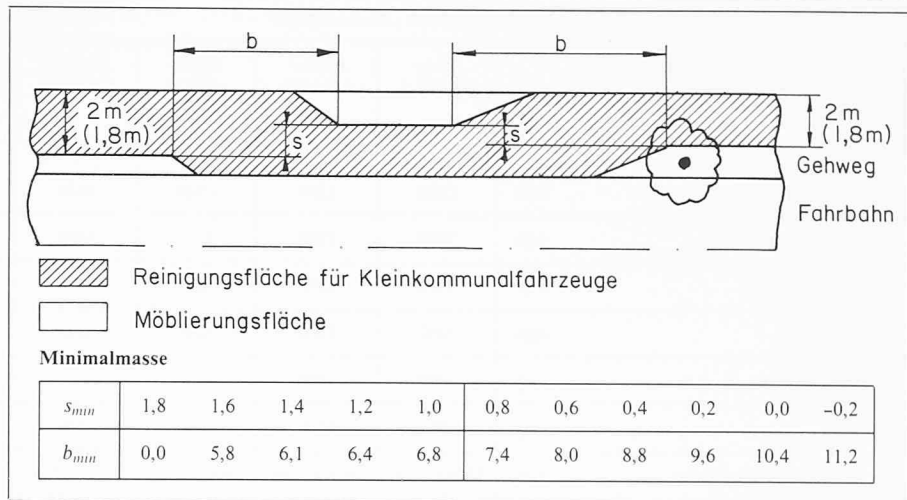 b b
2 m
(1,8m)
s s
2 m
(1,8m)
Gehweg
Fahrbahn
Reinigungsfläche für Kleinkommunalfahrzeuge
Möblierungsfläche
Minimalmasse
s_min 1,8 1,6 1,4 1,2 1,0 0,8 0,6 0,4 0,2 0,0 –0,2
b_min 0,0 5,8 6,1 6,4 6,8 7,4 8,0 8,8 9,6 10,4 11,2